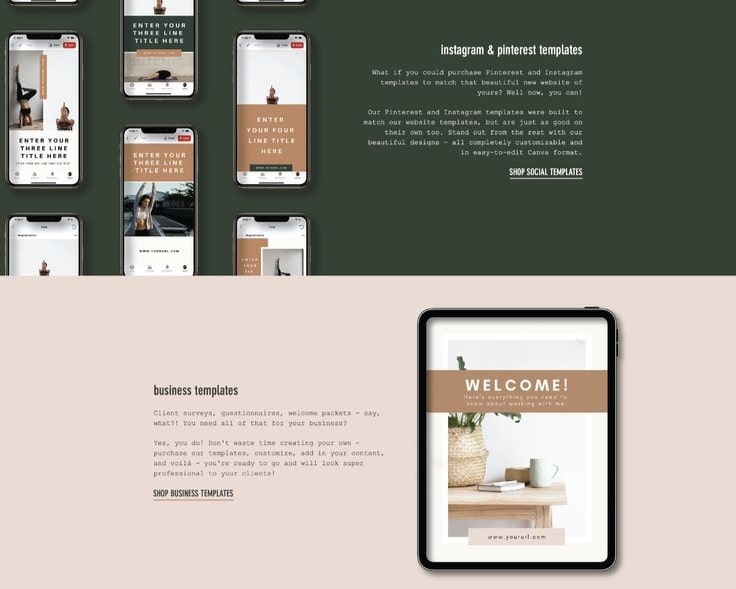 ENTER YOUR
THREE LINE
TITLE HERE
WWW.YOURURL.COM
ENTER YOUR
THREE LINE
TITLE HERE
ENTER
YOUR FOUR
LINE TITLE
HERE
ENTER YOUR
THREE LINE
TITLE HERE
WWW.YOURURL.COM
ENTER
YOUR
instagram & pinterest templates
What if you could purchase Pinterest and Instagram
templates to match that beautiful new website of
yours? Well now, you can!
Our Pinterest and Instagram templates were built to
match our website templates, but are just as good on
their own too. Stand out from the rest with our
beautiful designs - all completely customizable and
in easy-to-edit Canva format.
SHOP SOCIAL TEMPLATES
business templates
Client surveys, questionnaires, welcome packets - say,
what?! You need all of that for your business?
Yes, you do! Don't waste time creating your own -
purchase our templates, customize, add in your content,
and voilà - you're ready to go and will look super
professional to your clients!
SHOP BUSINESS TEMPLATES
WELCOME!
Here's everything you need to
know about working with me.
www.yoururl.com